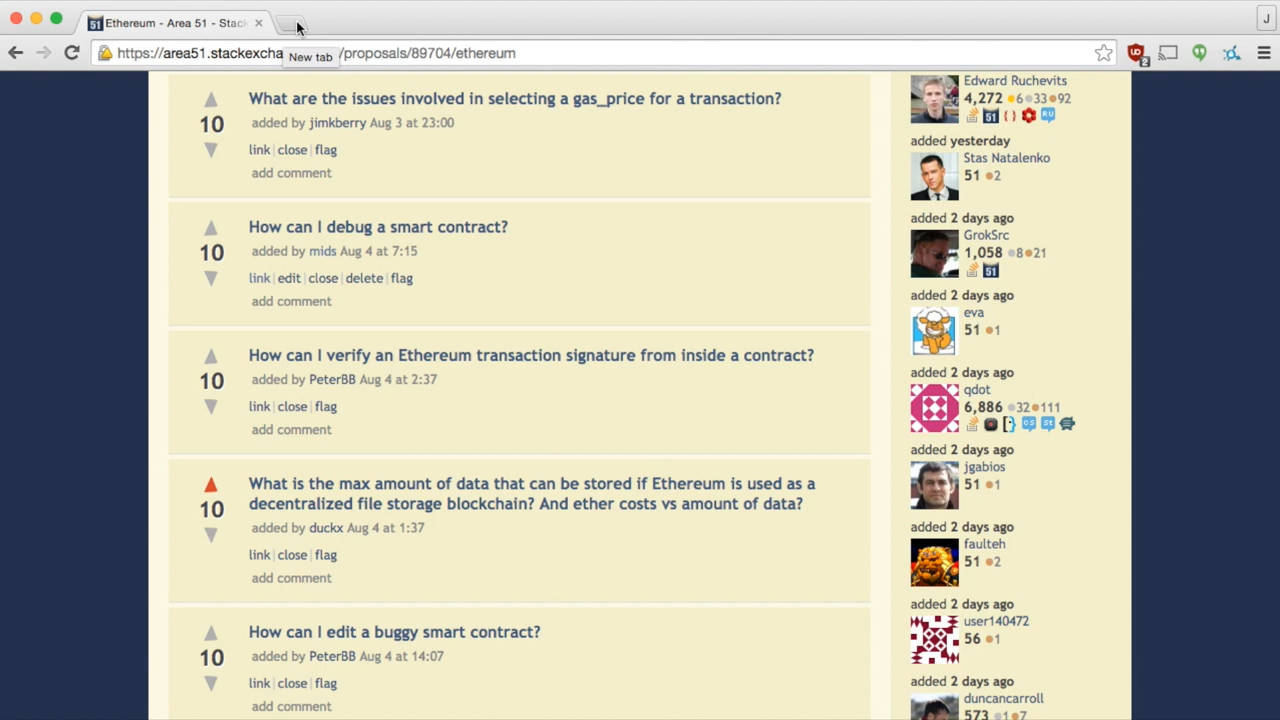 Ethereum - Area 51 - Stac
J
https://area51.stackexcha /proposals/89704/ethereum
New tab
2
10
What are the issues involved in selecting a gas_price for a transaction?
added by jimkberry Aug 3 at 23:00
link | close | flag
add comment
10
How can I debug a smart contract?
added by mids Aug 4 at 7:15
link | edit | close | delete | flag
add comment
10
How can I verify an Ethereum transaction signature from inside a contract?
added by PeterBB Aug 4 at 2:37
link | close | flag
add comment
10
What is the max amount of data that can be stored if Ethereum is used as a
decentralized file storage blockchain? And ether costs vs amount of data?
added by duckx Aug 4 at 1:37
link | close | flag
add comment
10
How can I edit a buggy smart contract?
added by PeterBB Aug 4 at 14:07
link | close | flag
add comment
Edward Ruchevits
4,272 ●6●33●92
added yesterday
Stas Natalenko
51 ●2
added 2 days ago
GrokSrc
1,058 ●8●21
added 2 days ago
eva
51 ●1
added 2 days ago
qdot
6,886 ●32●111
added 2 days ago
jgabios
51 ●1
added 2 days ago
faulteh
51 ●2
added 2 days ago
user140472
56 ●1
added 2 days ago
duncancarroll
573 ●1●7